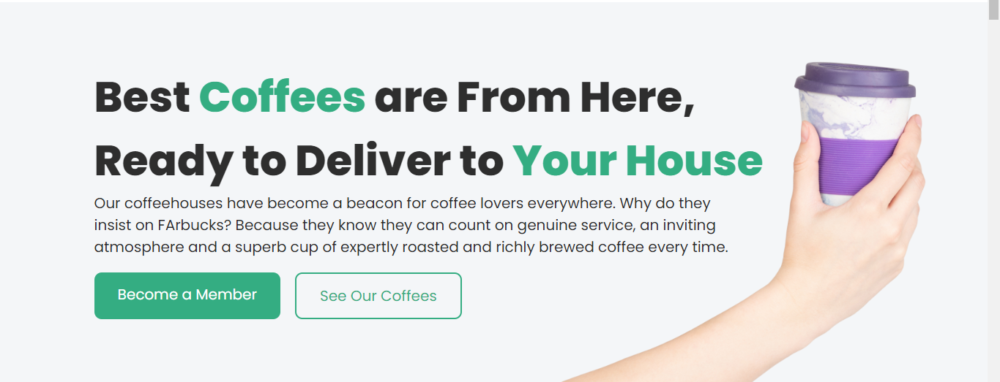 Best Coffees are From Here,
Ready to Deliver to Your House
Our coffeehouses have become a beacon for coffee lovers everywhere. Why do they
insist on FArbucks? Because they know they can count on genuine service, an inviting
atmosphere and a superb cup of expertly roasted and richly brewed coffee every time.
Become a Member
See Our Coffees